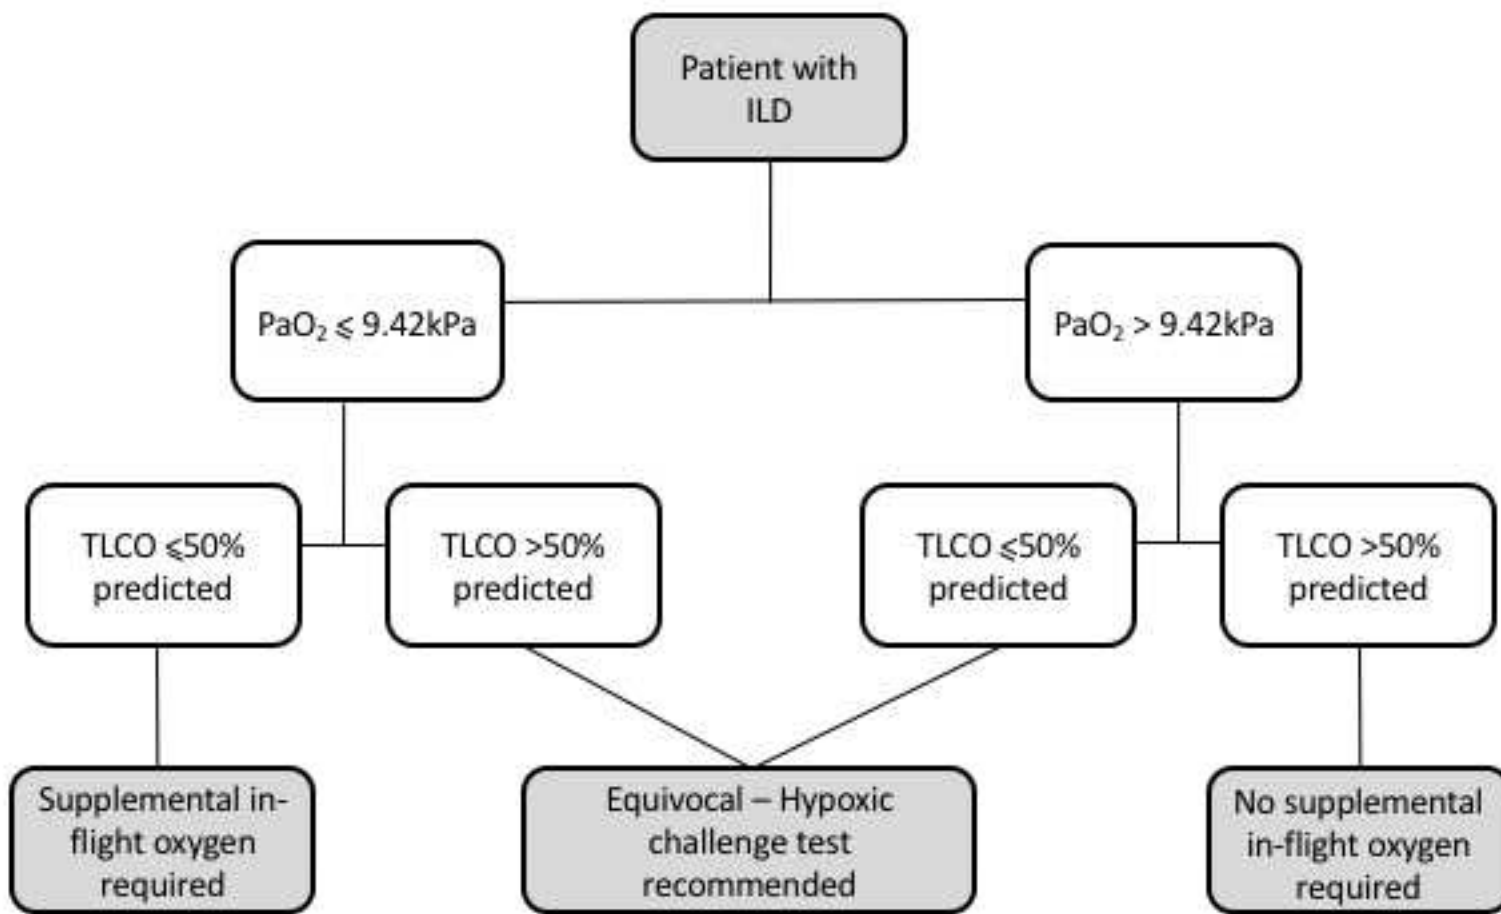 Patient with
ILD
PaO₂ ⩽ 9.42kPa
PaO₂ > 9.42kPa
TLCO ⩽50%
predicted
TLCO >50%
predicted
TLCO ⩽50%
predicted
TLCO >50%
predicted
Supplemental in-
flight oxygen
required
Equivocal – Hypoxic
challenge test
recommended
No supplemental
in-flight oxygen
required